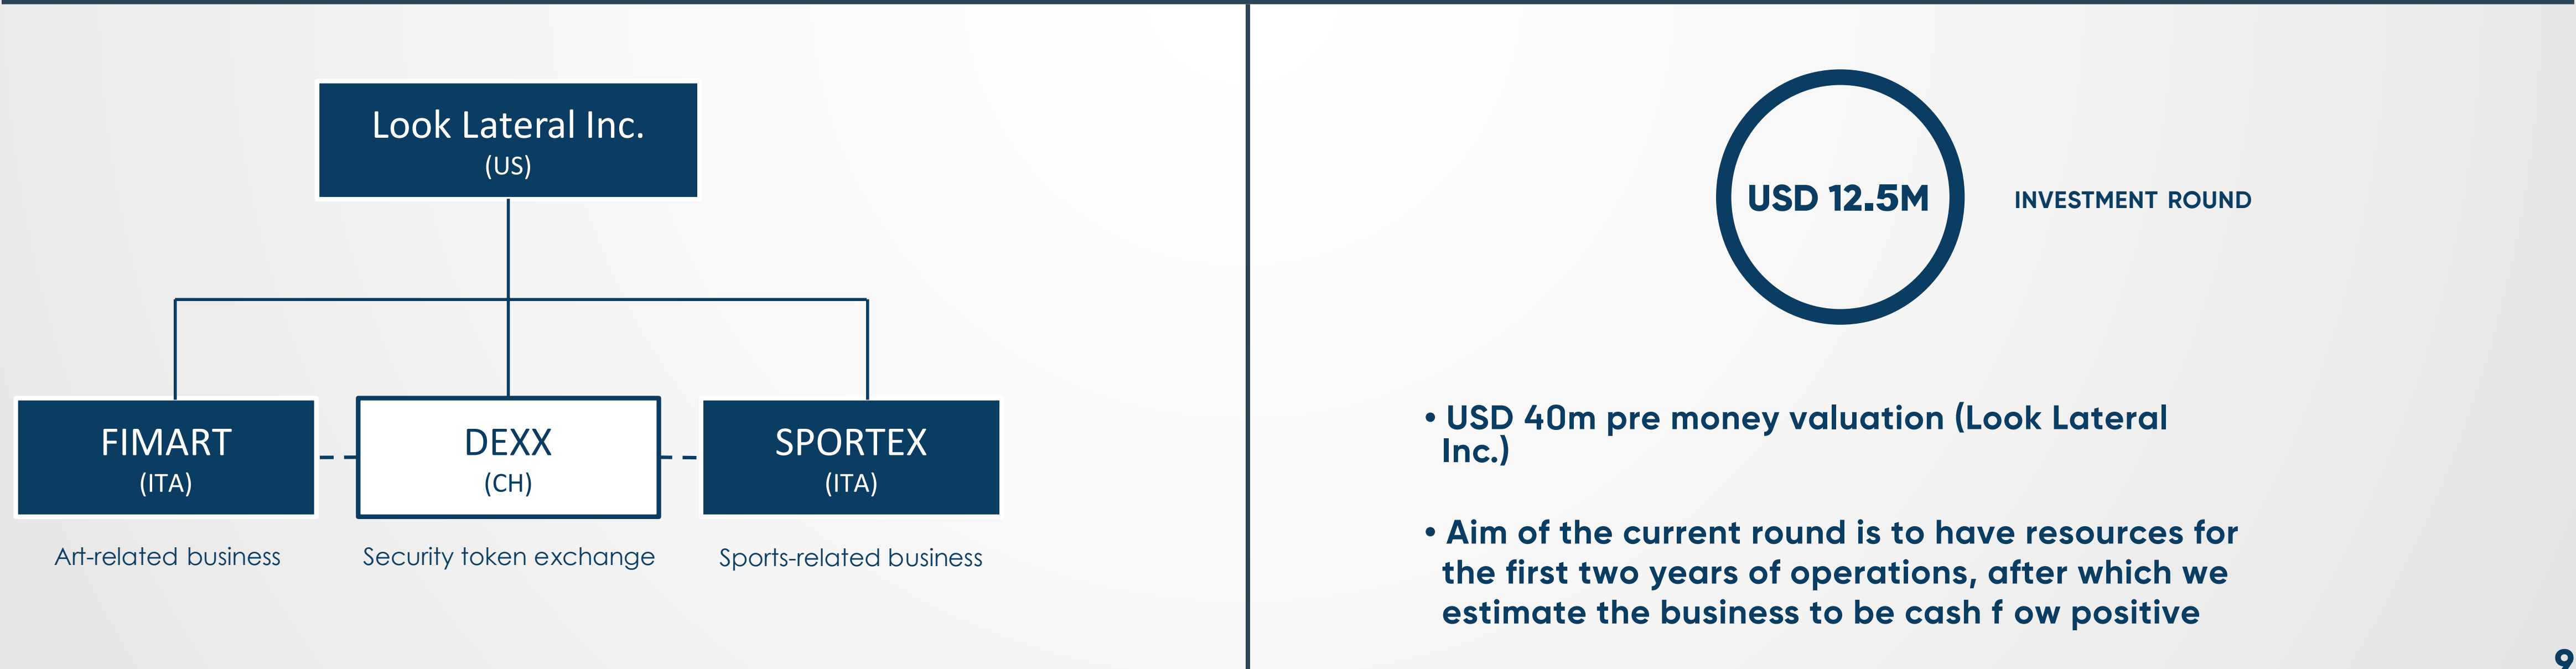 Look Lateral Inc.
(US)
FIMART
(ITA)
DEXX
(CH)
SPORTEX
(ITA)
Art-related business
Security token exchange
Sports-related business
USD 12.5M
INVESTMENT ROUND
• USD 40m pre money valuation (Look Lateral
Inc.)
• Aim of the current round is to have resources for
the first two years of operations, after which we
estimate the business to be cash f ow positive
9